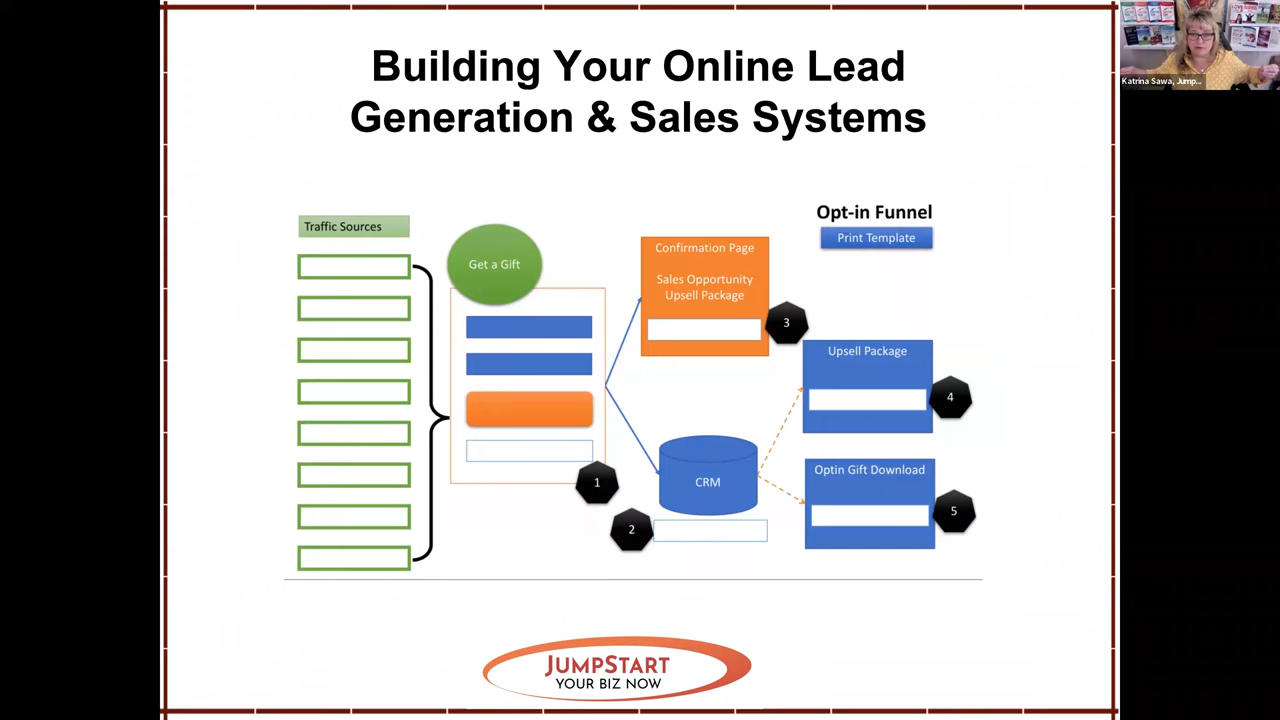 Building Your Online Lead
Generation & Sales Systems
Katrina Sawa, Jump...
Opt-in Funnel
Print Template
Traffic Sources
Get a Gift
Confirmation Page
Sales Opportunity
Upsell Package
3
Upsell Package
4
CRM
Optin Gift Download
1
5
2
JUMPSTART
YOUR BIZ NOW